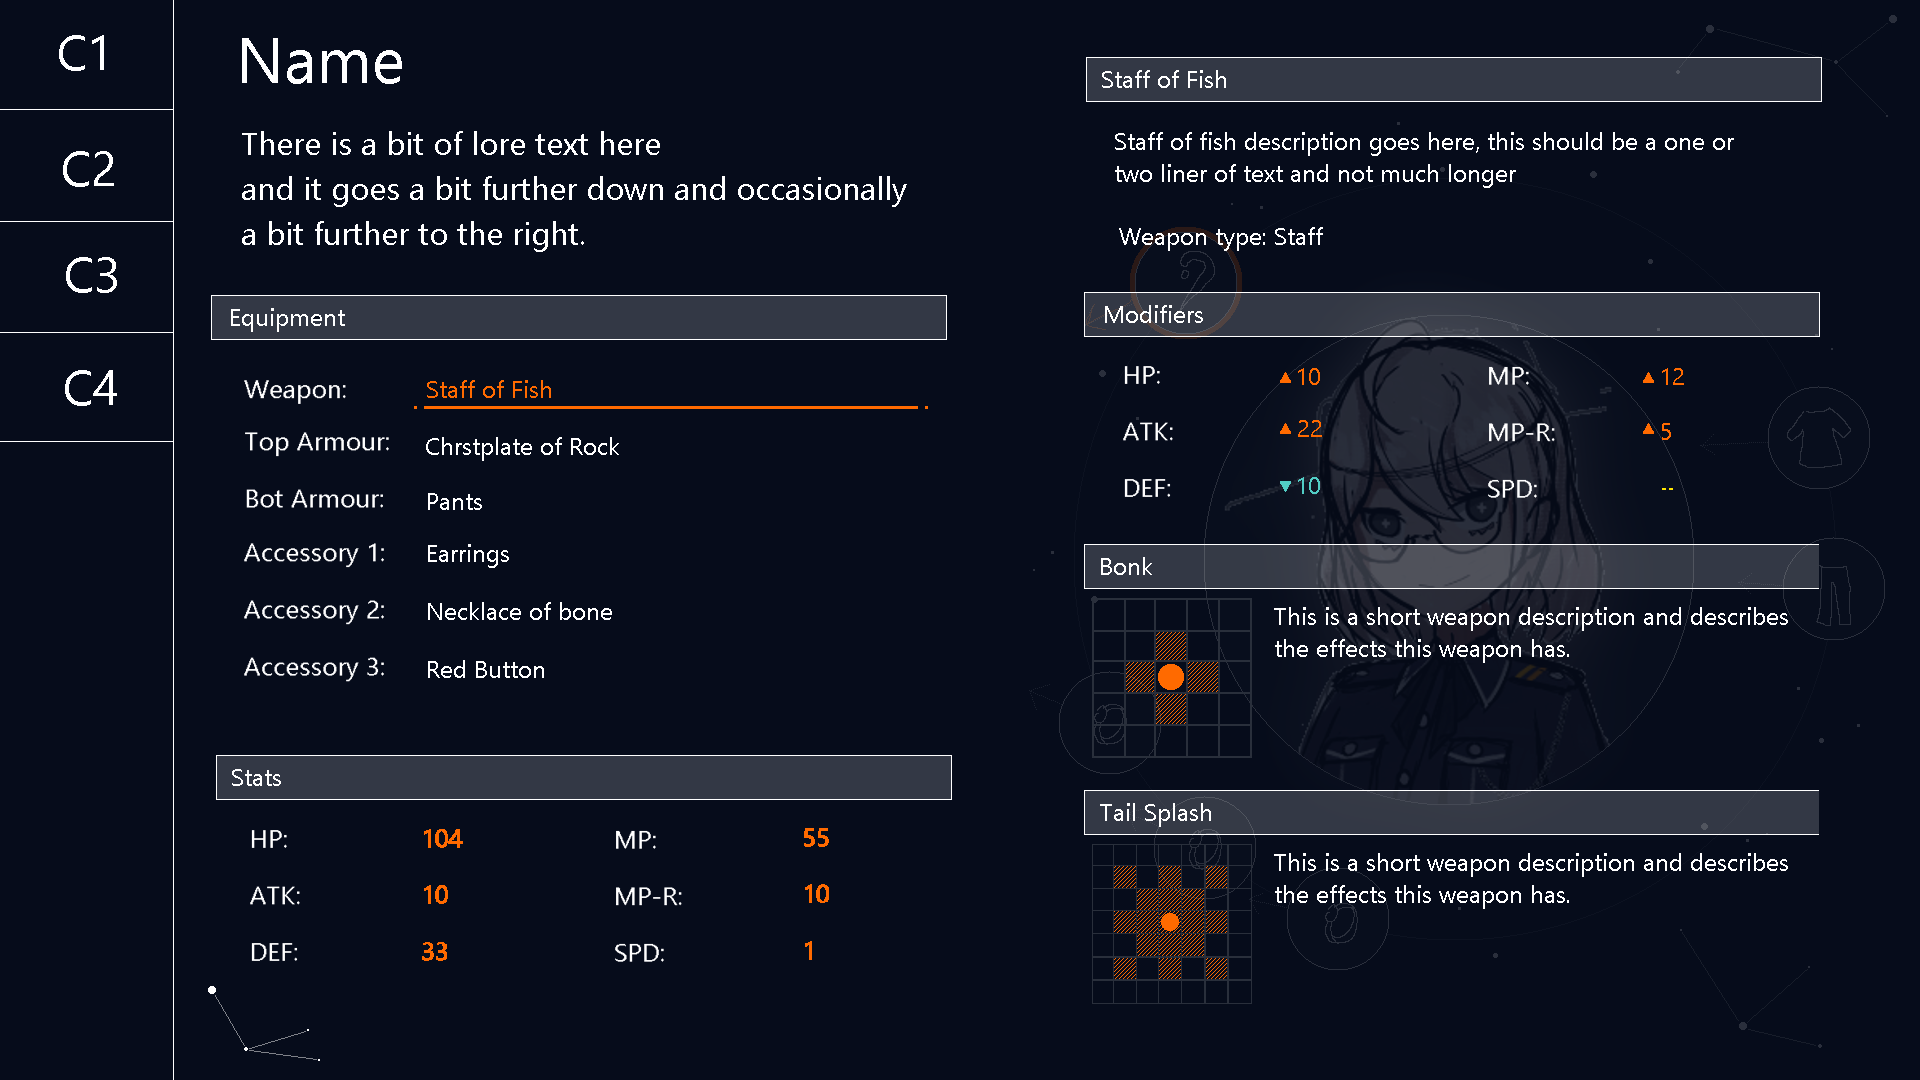 C1
C2
C3
C4
Name
There is a bit of lore text here
and it goes a bit further down and occasionally
a bit further to the right.
Equipment
Weapon: Staff of Fish
Top Armour: Chrstplate of Rock
Bot Armour: Pants
Accessory 1: Earrings
Accessory 2: Necklace of bone
Accessory 3: Red Button
Stats
HP: 104 MP: 55
ATK: 10 MP-R: 10
DEF: 33 SPD: 1
Staff of Fish
Staff of fish description goes here, this should be a one or
two liner of text and not much longer
Weapon type: Staff
Modifiers
HP: ▲10 MP: ▲12
ATK: ▲22 MP-R: ▲5
DEF: ▼10 SPD: --
Bonk
This is a short weapon description and describes
the effects this weapon has.
Tail Splash
This is a short weapon description and describes
the effects this weapon has.